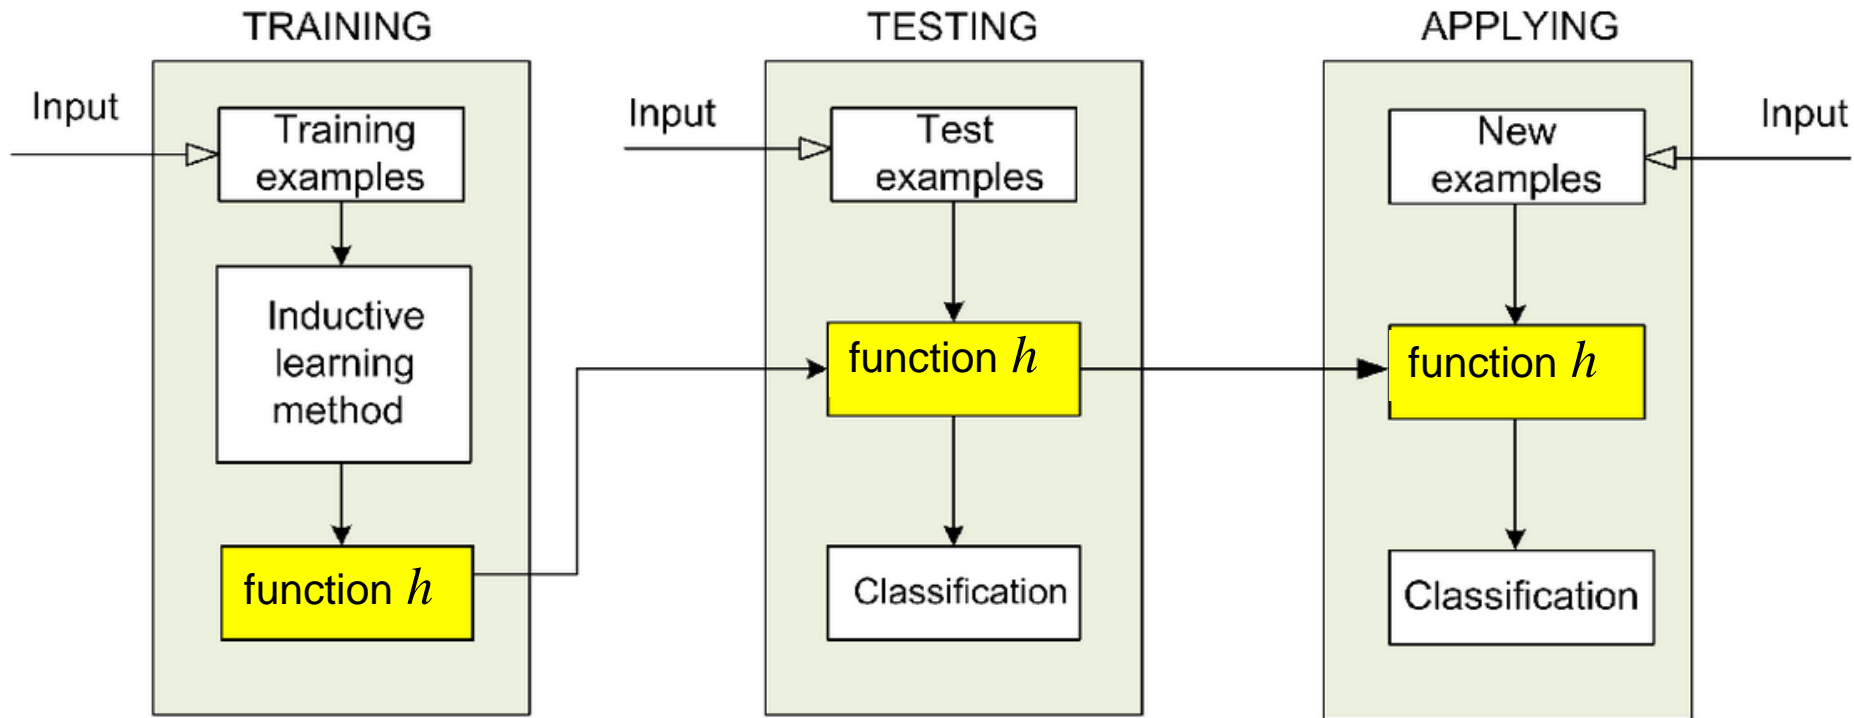 TRAINING
Input
Training
examples
Inductive
learning
method
function h
TESTING
Input
Test
examples
function h
Classification
APPLYING
Input
New
examples
function h
Classification